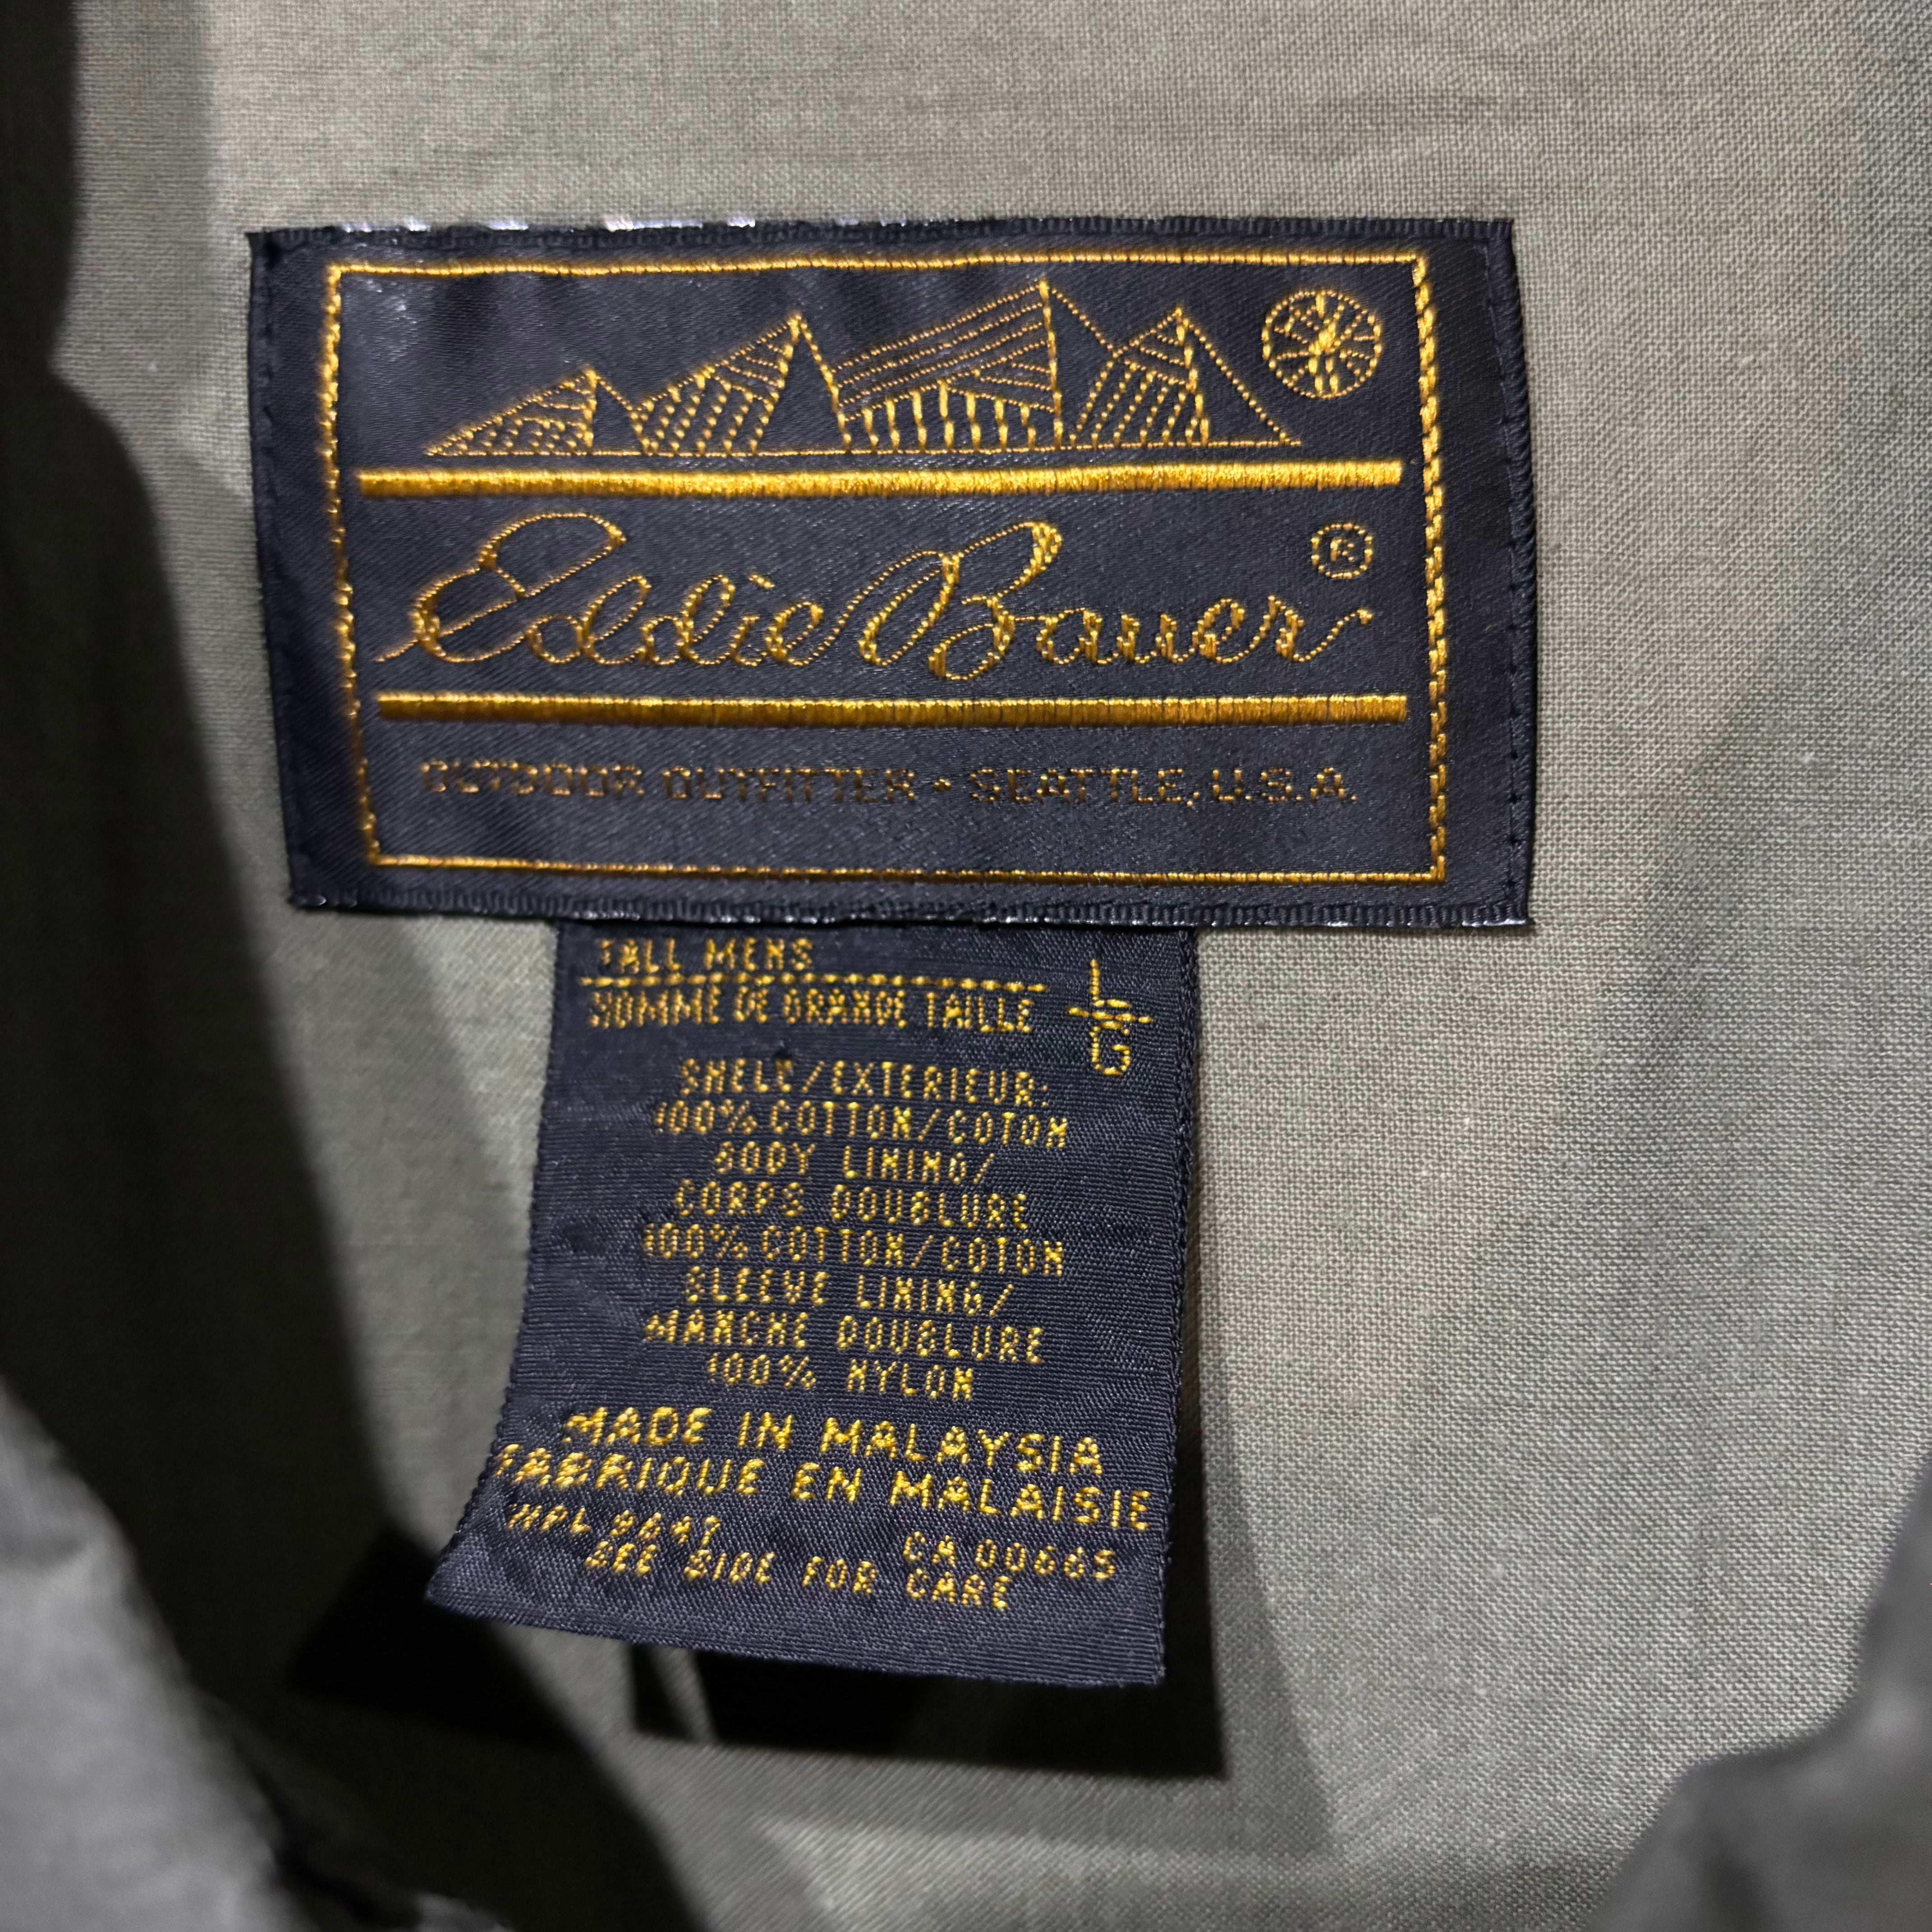 Eddie Bauer ®
OUTDOOR OUTFITTER • SEATTLE, U.S.A.
TALL MENS L
HOMME DE GRANDE TAILLE G
SHELL/EXTERIEUR:
100% COTTON/COTON
BODY LINING/
CORPS DOUBLURE
100% COTTON/COTON
SLEEVE LINING/
MANCHE DOUBLURE
100% NYLON
MADE IN MALAYSIA
FABRIQUE EN MALAISIE
WPL CA 00665
SEE SIDE FOR CARE